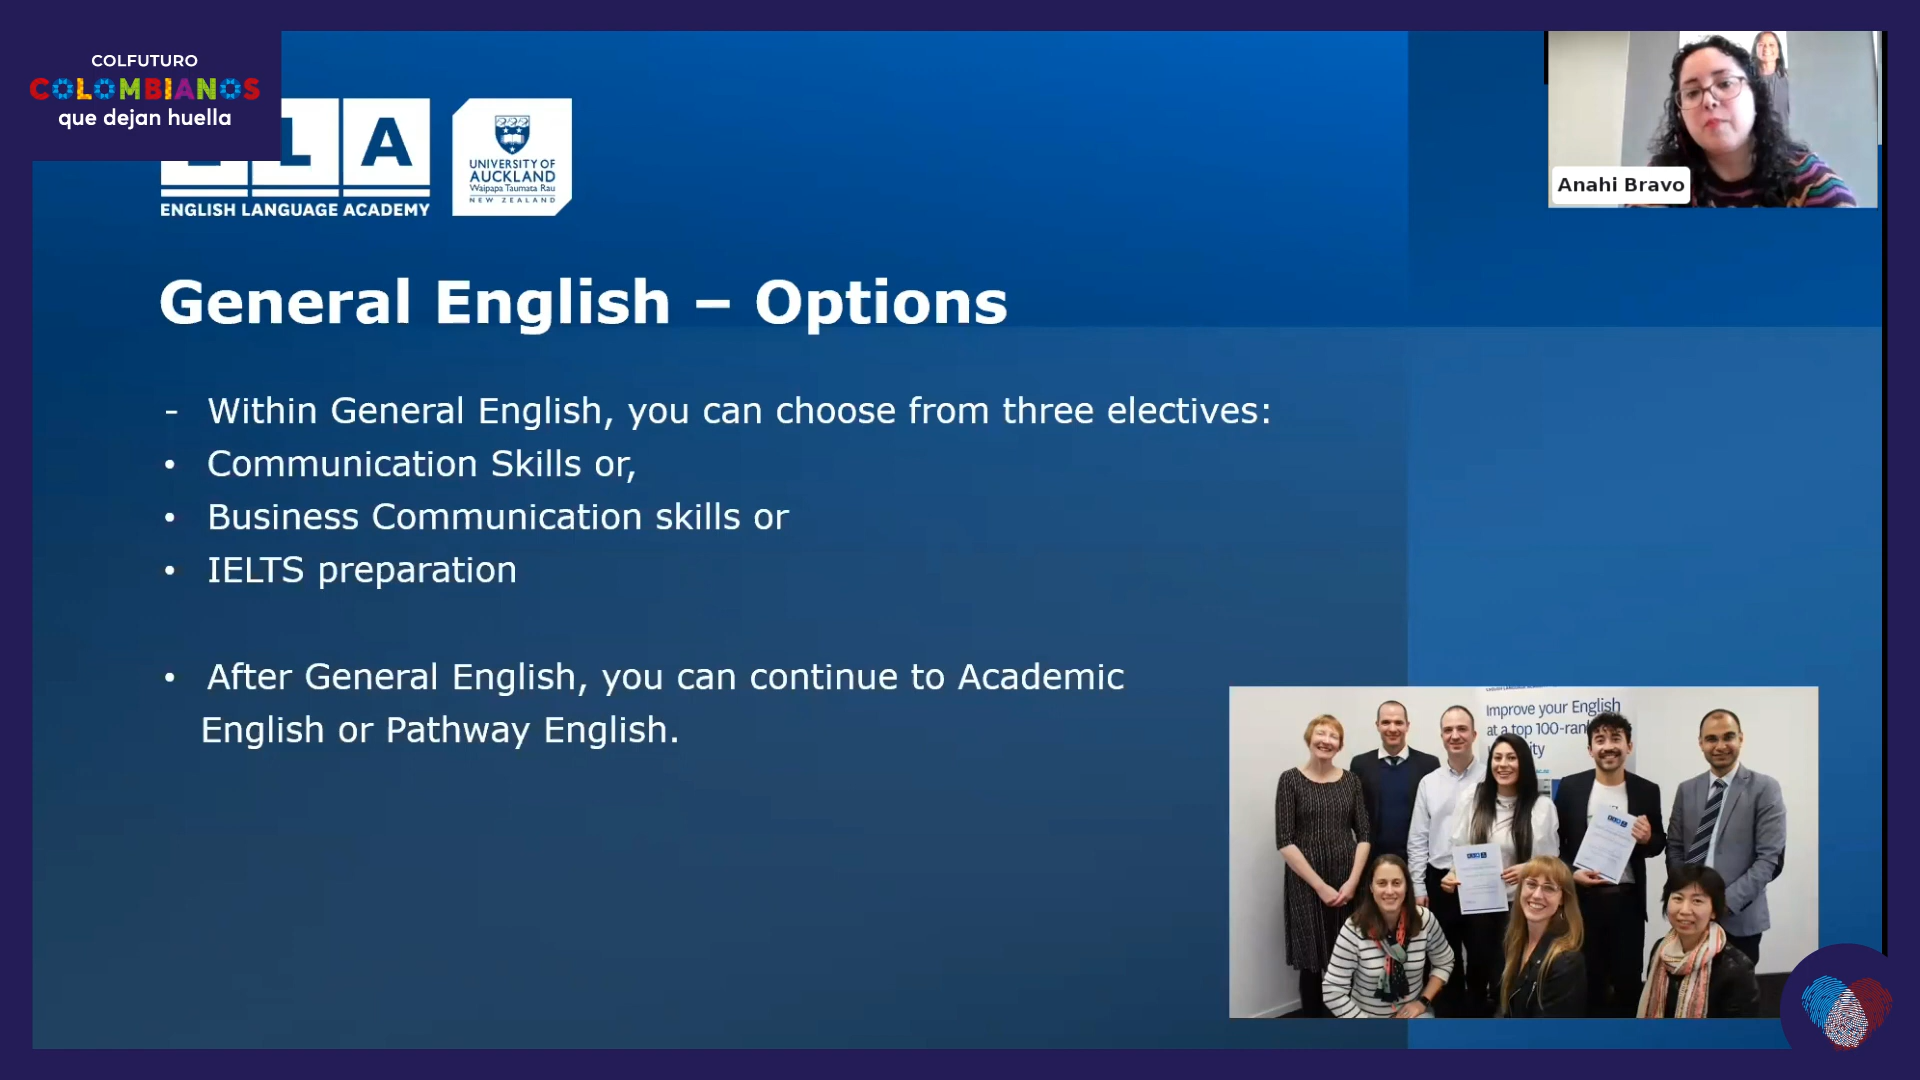 COLFUTURO
COLOMBIANOS
que dejan huella
A
ENGLISH LANGUAGE ACADEMY
UNIVERSITY OF
AUCKLAND
Waipapa Taumata Rau
NEW ZEALAND
Anahi Bravo
General English – Options
- Within General English, you can choose from three electives:
• Communication Skills or,
• Business Communication skills or
• IELTS preparation
• After General English, you can continue to Academic
English or Pathway English.
Improve your English
at a top 100-ran